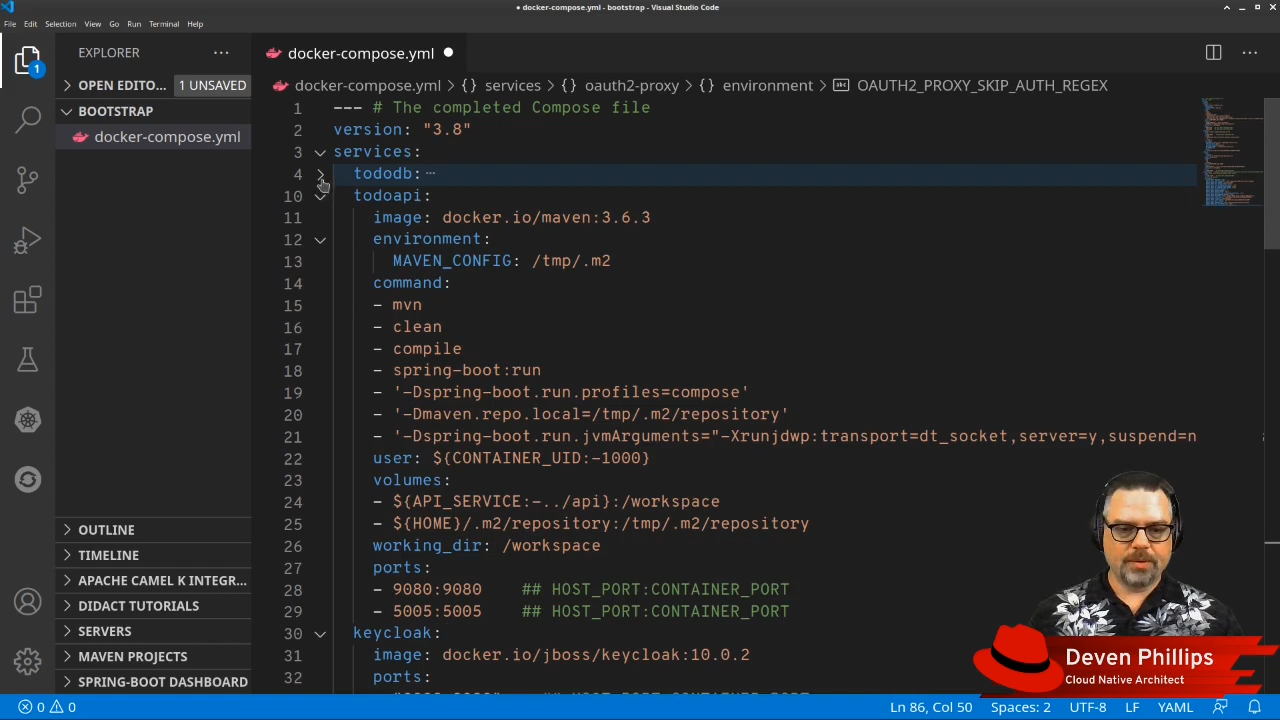 docker-compose.yml - bootstrap - Visual Studio Code
File Edit Selection View Go Run Terminal Help
EXPLORER
docker-compose.yml
OPEN EDITO... 1 UNSAVED
docker-compose.yml services oauth2-proxy environment OAUTH2_PROXY_SKIP_AUTH_REGEX
1
BOOTSTRAP
docker-compose.yml
1 --- # The completed Compose file
2 version: "3.8"
3 services:
4 tododb:
10 todoapi:
11 image: docker.io/maven:3.6.3
12 environment:
13 MAVEN_CONFIG: /tmp/.m2
14 command:
15 - mvn
16 - clean
17 - compile
18 - spring-boot:run
19 - '-Dspring-boot.run.profiles=compose'
20 - '-Dmaven.repo.local=/tmp/.m2/repository'
21 - '-Dspring-boot.run.jvmArguments="-Xrunjdwp:transport=dt_socket,server=y,suspend=n
22 user: ${CONTAINER_UID:-1000}
23 volumes:
24 - ${API_SERVICE:-../api}:/workspace
25 - ${HOME}/.m2/repository:/tmp/.m2/repository
26 working_dir: /workspace
27 ports:
28 - 9080:9080 ## HOST_PORT:CONTAINER_PORT
29 - 5005:5005 ## HOST_PORT:CONTAINER_PORT
30 keycloak:
31 image: docker.io/jboss/keycloak:10.0.2
32 ports:
OUTLINE
TIMELINE
APACHE CAMEL K INTEGR...
DIDACT TUTORIALS
SERVERS
MAVEN PROJECTS
SPRING-BOOT DASHBOARD
Deven Phillips
Cloud Native Architect
0 0 Ln 86, Col 50 Spaces: 2 UTF-8 LF YAML